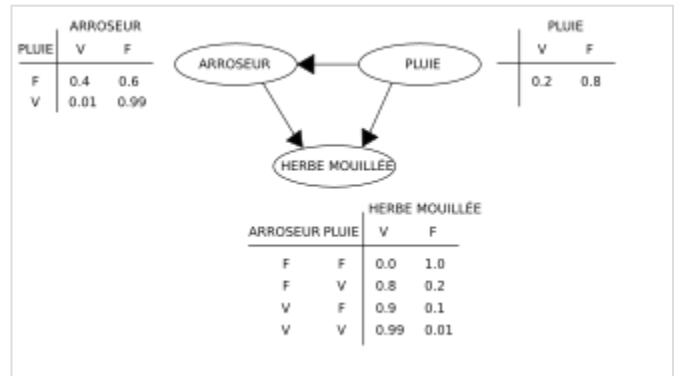 ARROSEUR
PLUIE V F
F 0.4 0.6
V 0.01 0.99
ARROSEUR
PLUIE
PLUIE
V F
0.2 0.8
HERBE MOUILLÉE
HERBE MOUILLÉE
ARROSEUR PLUIE V F
F F 0.0 1.0
F V 0.8 0.2
V F 0.9 0.1
V V 0.99 0.01